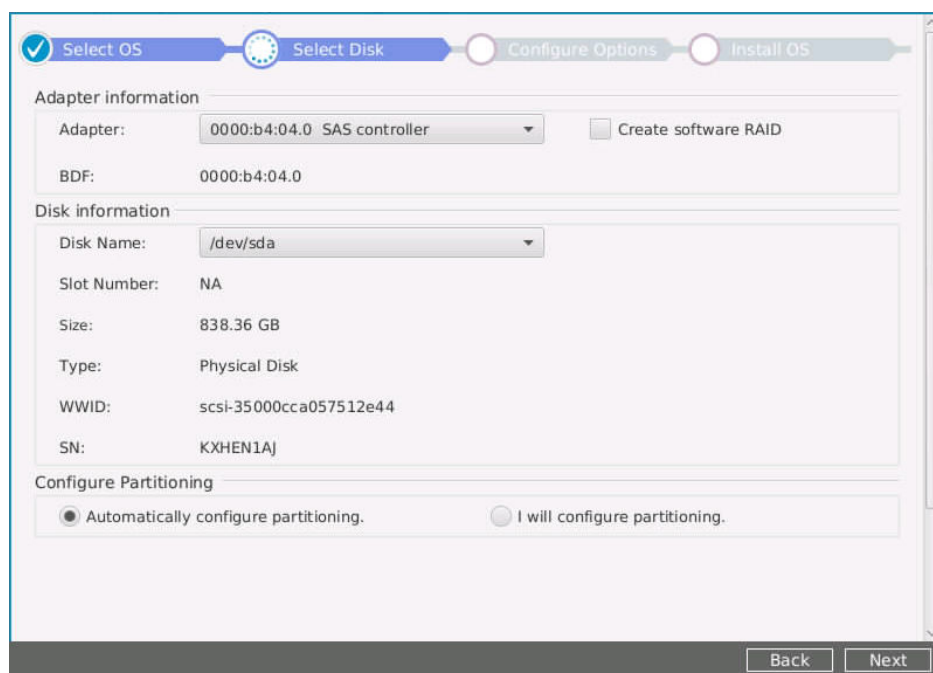 Select OS Select Disk Configure Options Install OS
Adapter information
Adapter: 0000:b4:04.0 SAS controller Create software RAID
BDF: 0000:b4:04.0
Disk information
Disk Name: /dev/sda
Slot Number: NA
Size: 838.36 GB
Type: Physical Disk
WWID: scsi-35000cca057512e44
SN: KXHEN1AJ
Configure Partitioning
Automatically configure partitioning. I will configure partitioning.
Back Next